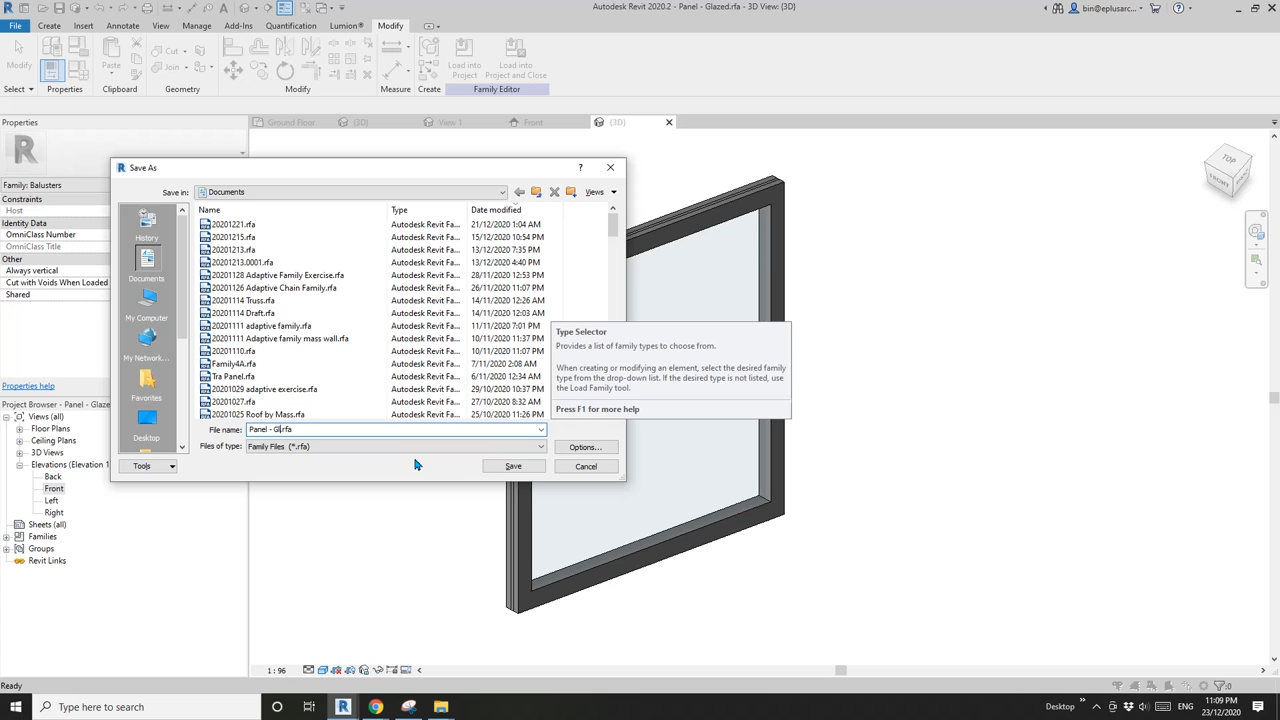 Autodesk Revit 2020.2 - Panel - Glazed.rfa - 3D View: {3D}
bin@eplusarc...
File Create Insert Annotate View Manage Add-Ins Quantification Lumion® Modify
Modify Paste Cut Join Load into Project Load into Project and Close
Select Properties Clipboard Geometry Modify Measure Create Family Editor
Properties
Ground Floor {3D} View 1 Front {3D}
Family: Balusters
Constraints
Host
Identity Data
OmniClass Number
OmniClass Title
Other
Always vertical
Cut with Voids When Loaded
Shared
Properties help
Project Browser - Panel - Glaze
Views (all)
Floor Plans
Ceiling Plans
3D Views
Elevations (Elevation 1
Back
Front
Left
Right
Sheets (all)
Families
Groups
Revit Links
Save As
Save in: Documents Views
Name Type Date modified
20201221.rfa Autodesk Revit Fa... 21/12/2020 1:04 AM
20201215.rfa Autodesk Revit Fa... 15/12/2020 10:54 PM
20201213.rfa Autodesk Revit Fa... 13/12/2020 7:35 PM
20201213.0001.rfa Autodesk Revit Fa... 13/12/2020 4:40 PM
20201128 Adaptive Family Exercise.rfa Autodesk Revit Fa... 28/11/2020 12:53 PM
20201126 Adaptive Chain Family.rfa Autodesk Revit Fa... 26/11/2020 11:07 PM
20201114 Truss.rfa Autodesk Revit Fa... 14/11/2020 12:26 AM
20201114 Draft.rfa Autodesk Revit Fa... 14/11/2020 12:03 AM
20201111 adaptive family.rfa Autodesk Revit Fa... 11/11/2020 7:01 PM
20201111 Adaptive family mass wall.rfa Autodesk Revit Fa... 10/11/2020 11:37 PM
20201110.rfa Autodesk Revit Fa... 10/11/2020 11:07 PM
Family4A.rfa Autodesk Revit Fa... 7/11/2020 2:08 AM
Tra Panel.rfa Autodesk Revit Fa... 6/11/2020 12:34 AM
20201029 adaptive exercise.rfa Autodesk Revit Fa... 29/10/2020 10:37 PM
20201027.rfa Autodesk Revit Fa... 27/10/2020 8:32 AM
20201025 Roof by Mass.rfa Autodesk Revit Fa... 25/10/2020 11:26 PM
History
Documents
My Computer
My Network...
Favorites
Desktop
File name: Panel - Gl.rfa
Files of type: Family Files (*.rfa) Options...
Tools Save Cancel
Type Selector
Provides a list of family types to choose from.
When creating or modifying an element, select the desired family
type from the drop-down list. If the desired type is not listed, use
the Load Family tool.
Press F1 for more help
TOP
FRONT
1 : 96
Ready
:0
Type here to search
Desktop
ENG
11:09 PM
23/12/2020